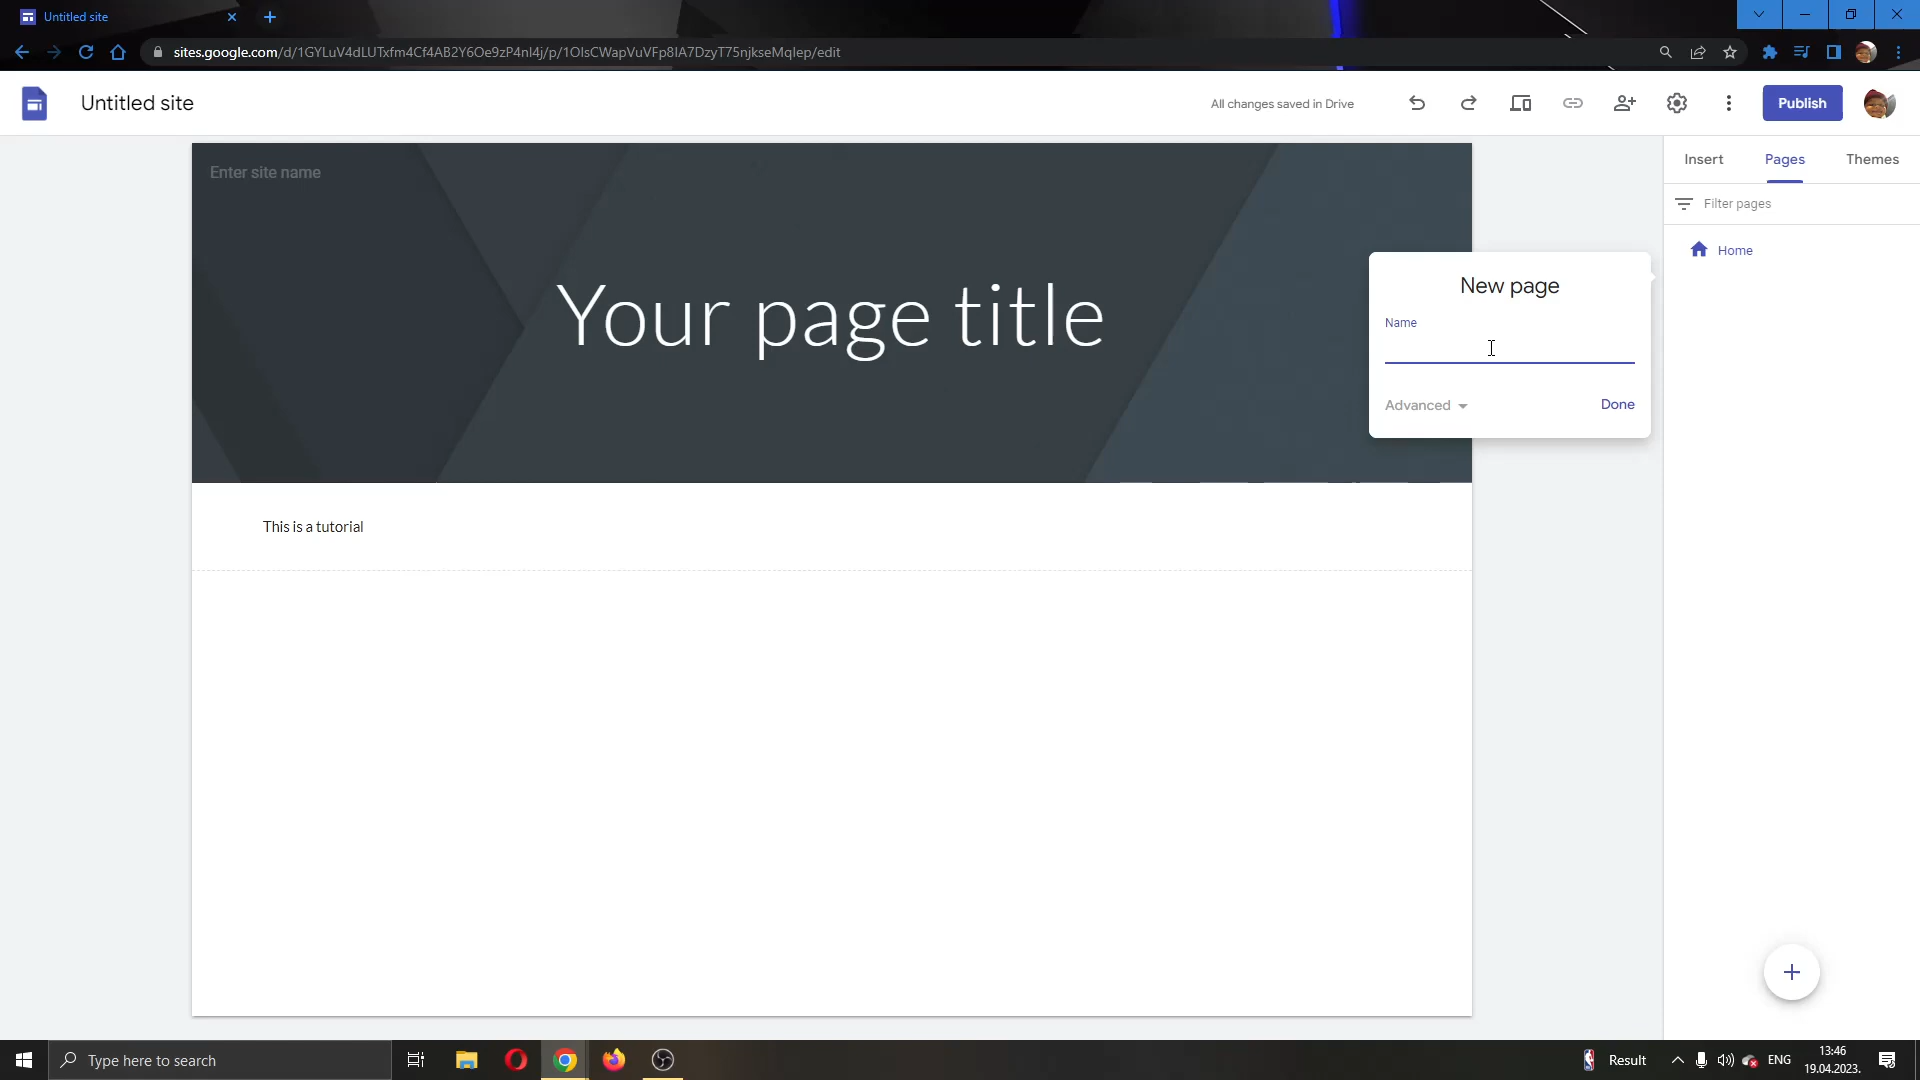 Untitled site
sites.google.com/d/1GYLuV4dLUTxfm4Cf4AB2Y6Oe9zP4nl4j/p/1OIsCWapVuVFp8IA7DzyT75njkseMqlep/edit
Untitled site
All changes saved in Drive
Publish
Insert
Pages
Themes
Enter site name
Filter pages
Home
Your page title
New page
Name
Advanced
Done
This is a tutorial
Type here to search
Result
ENG
13:46
19.04.2023.